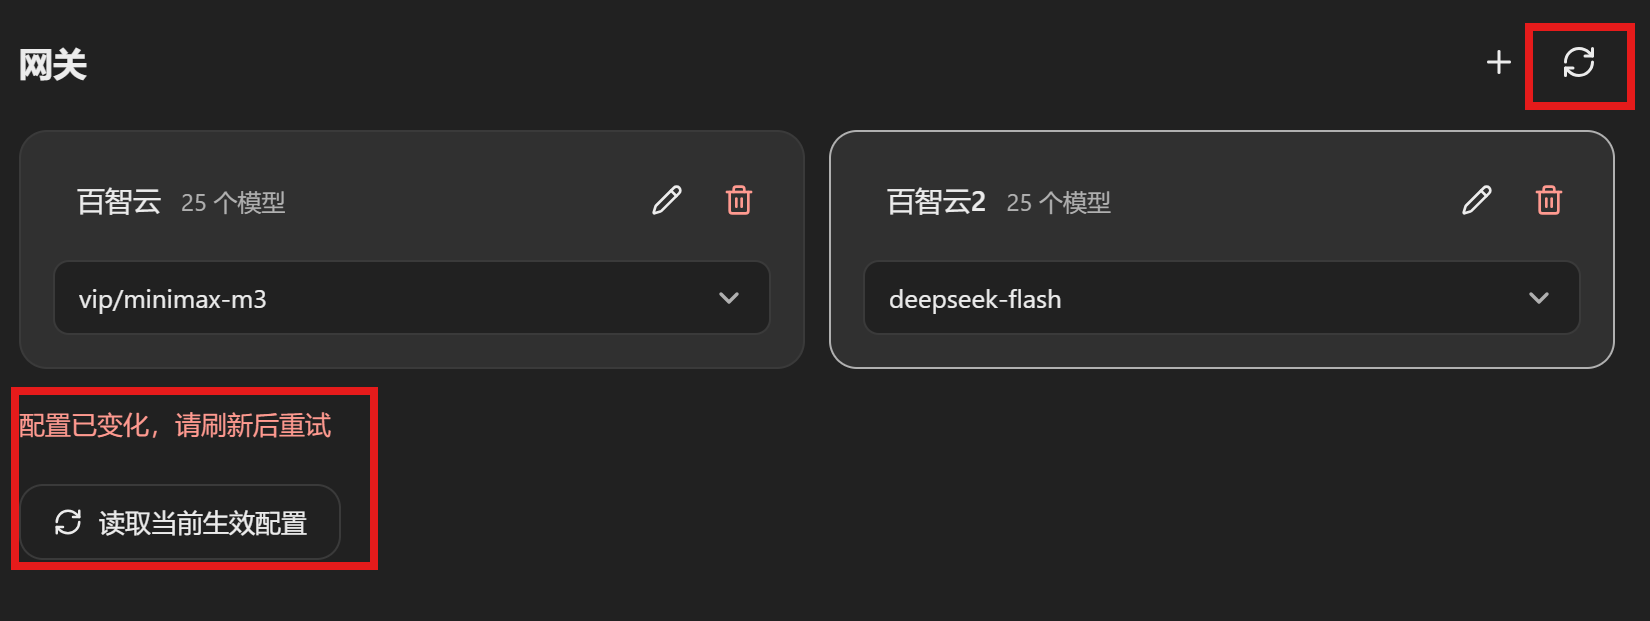 网关
百智云 25 个模型
vip/minimax-m3
百智云2 25 个模型
deepseek-flash
配置已变化，请刷新后重试
读取当前生效配置